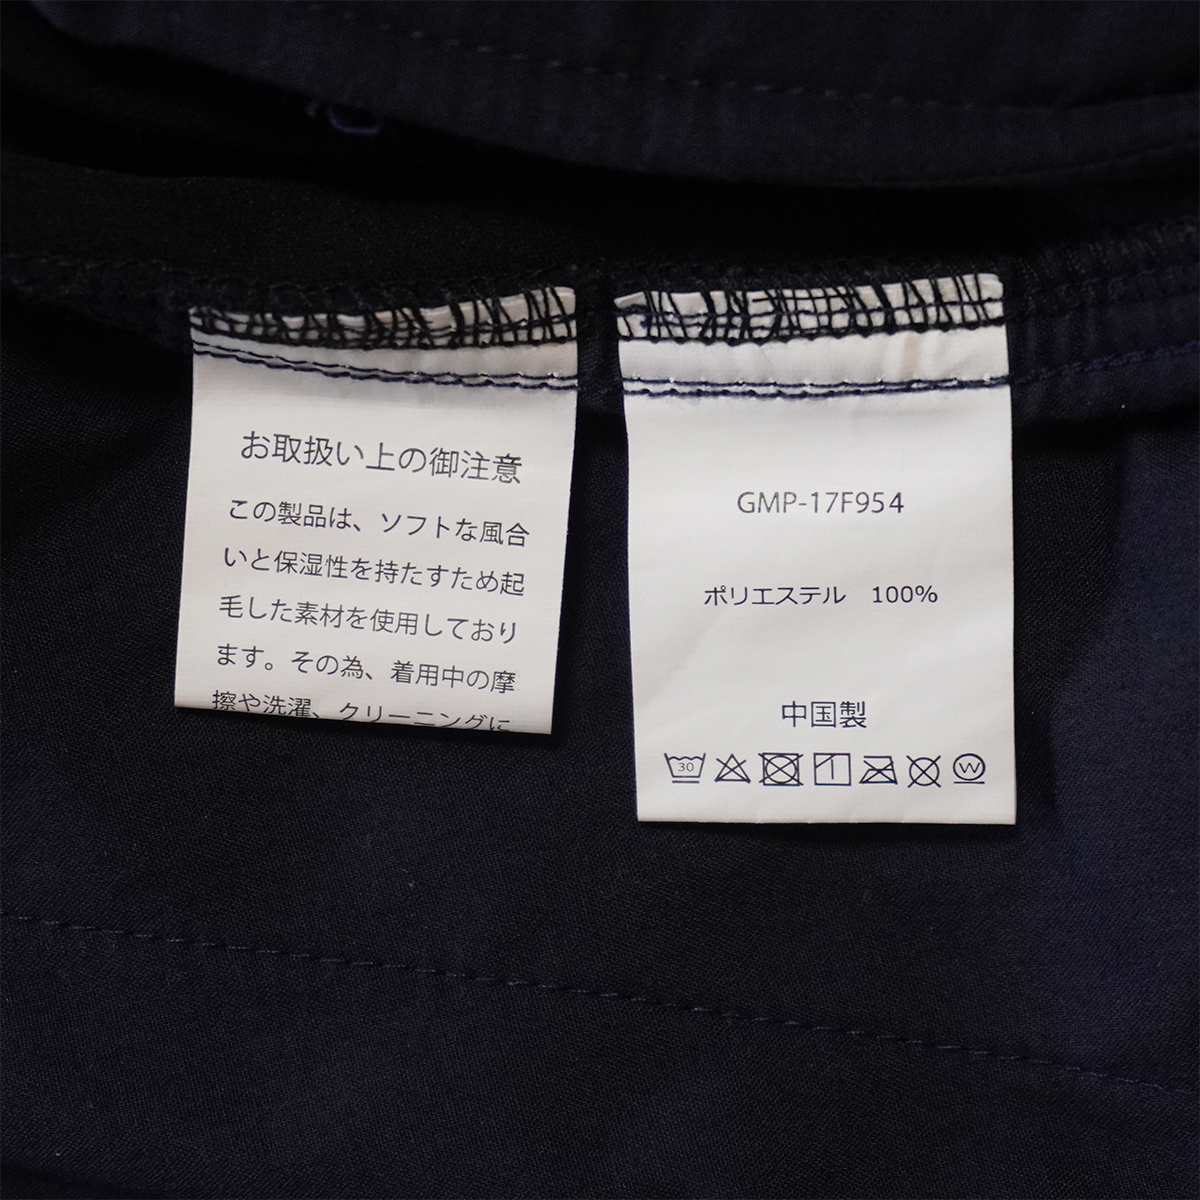 お取扱い上の御注意
この製品は、ソフトな風合
いと保湿性を持たすため起
毛した素材を使用しており
ます。その為、着用中の摩
擦や洗濯、クリーニングに
GMP-17F954
ポリエステル　100%
中国製
30
W